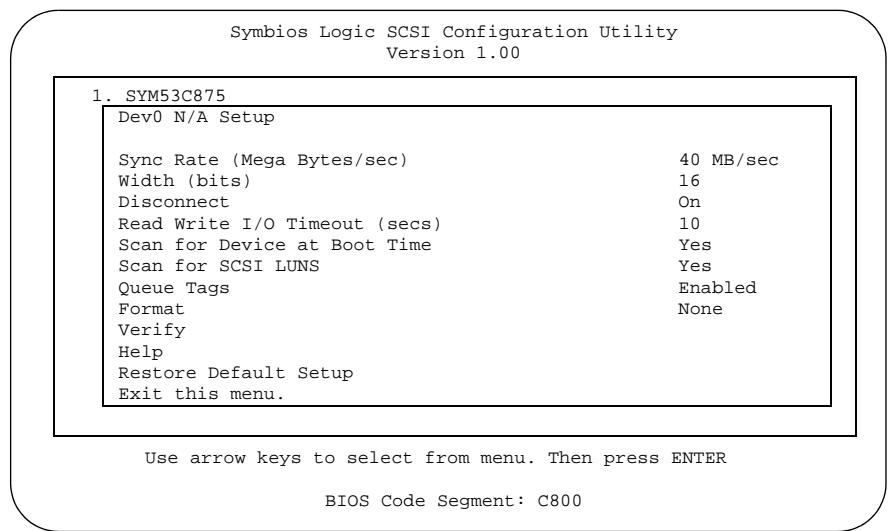 Symbios Logic SCSI Configuration Utility
Version 1.00
1. SYM53C875
Dev0 N/A Setup
Sync Rate (Mega Bytes/sec) 40 MB/sec
Width (bits) 16
Disconnect On
Read Write I/O Timeout (secs) 10
Scan for Device at Boot Time Yes
Scan for SCSI LUNS Yes
Queue Tags Enabled
Format None
Verify
Help
Restore Default Setup
Exit this menu.
Use arrow keys to select from menu. Then press ENTER
BIOS Code Segment: C800